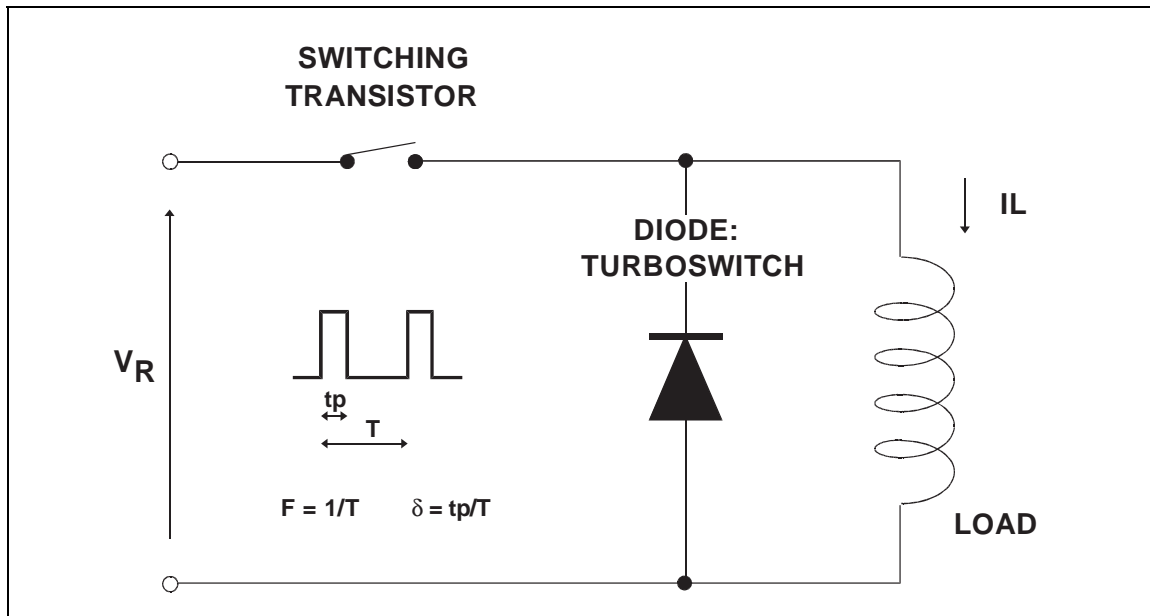 SWITCHING
TRANSISTOR
IL
DIODE:
TURBOSWITCH
VR
tp
T
F = 1/T δ = tp/T
LOAD